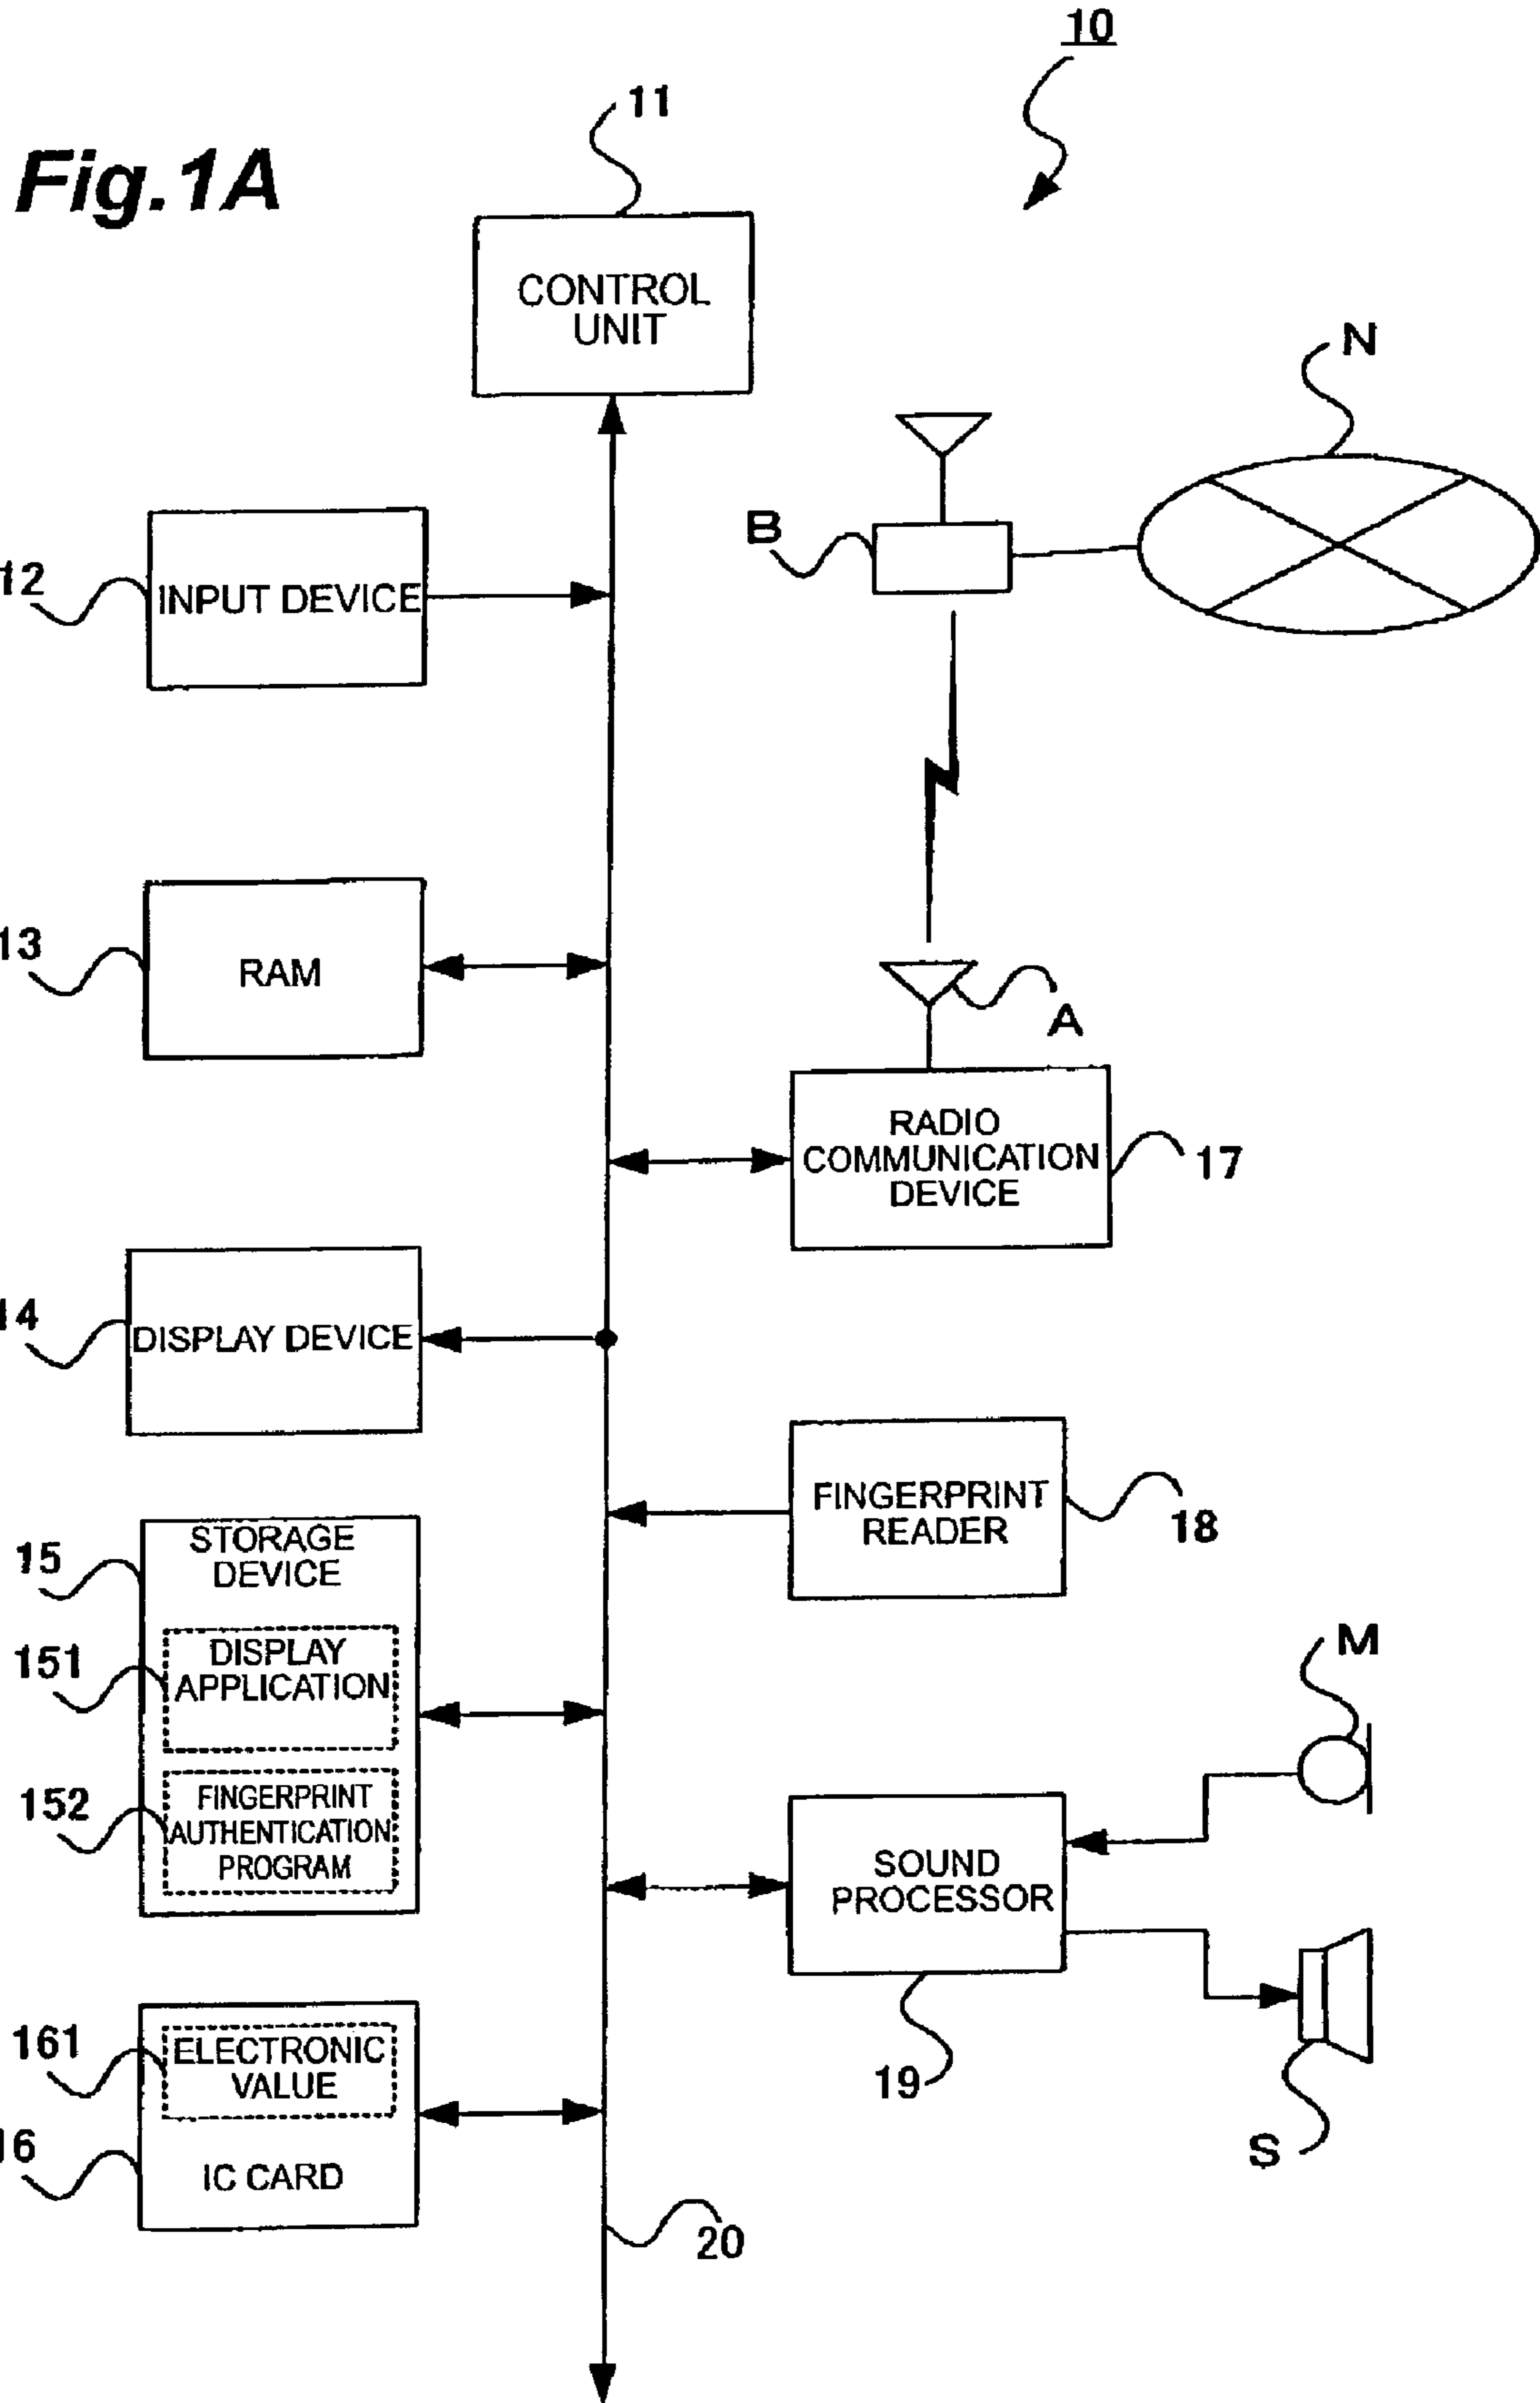 10
11
Fig.1A
CONTROL
UNIT
N
B
12
INPUT DEVICE
13
RAM
A
RADIO
COMMUNICATION
DEVICE
17
14
DISPLAY DEVICE
FINGERPRINT
READER
18
15
STORAGE
DEVICE
151
DISPLAY
APPLICATION
M
152
FINGERPRINT
AUTHENTICATION
PROGRAM
SOUND
PROCESSOR
19
161
ELECTRONIC
VALUE
S
16
IC CARD
20